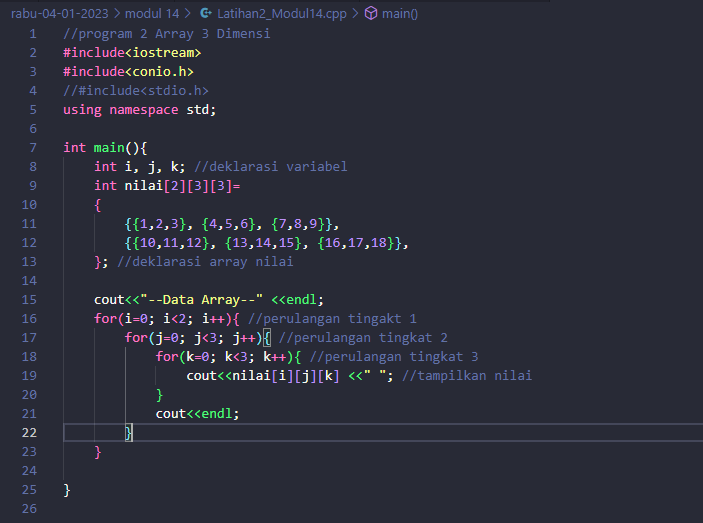 rabu-04-01-2023 > modul 14 > Latihan2_Modul14.cpp > main()
1 //program 2 Array 3 Dimensi
2 #include<iostream>
3 #include<conio.h>
4 //#include<stdio.h>
5 using namespace std;
6
7 int main(){
8     int i, j, k; //deklarasi variabel
9     int nilai[2][3][3]=
10     {
11         {{1,2,3}, {4,5,6}, {7,8,9}},
12         {{10,11,12}, {13,14,15}, {16,17,18}},
13     }; //deklarasi array nilai
14
15     cout<<"--Data Array--" <<endl;
16     for(i=0; i<2; i++){ //perulangan tingakt 1
17         for(j=0; j<3; j++){ //perulangan tingkat 2
18             for(k=0; k<3; k++){ //perulangan tingkat 3
19                 cout<<nilai[i][j][k] <<" "; //tampilkan nilai
20             }
21             cout<<endl;
22         }
23     }
24
25 }
26